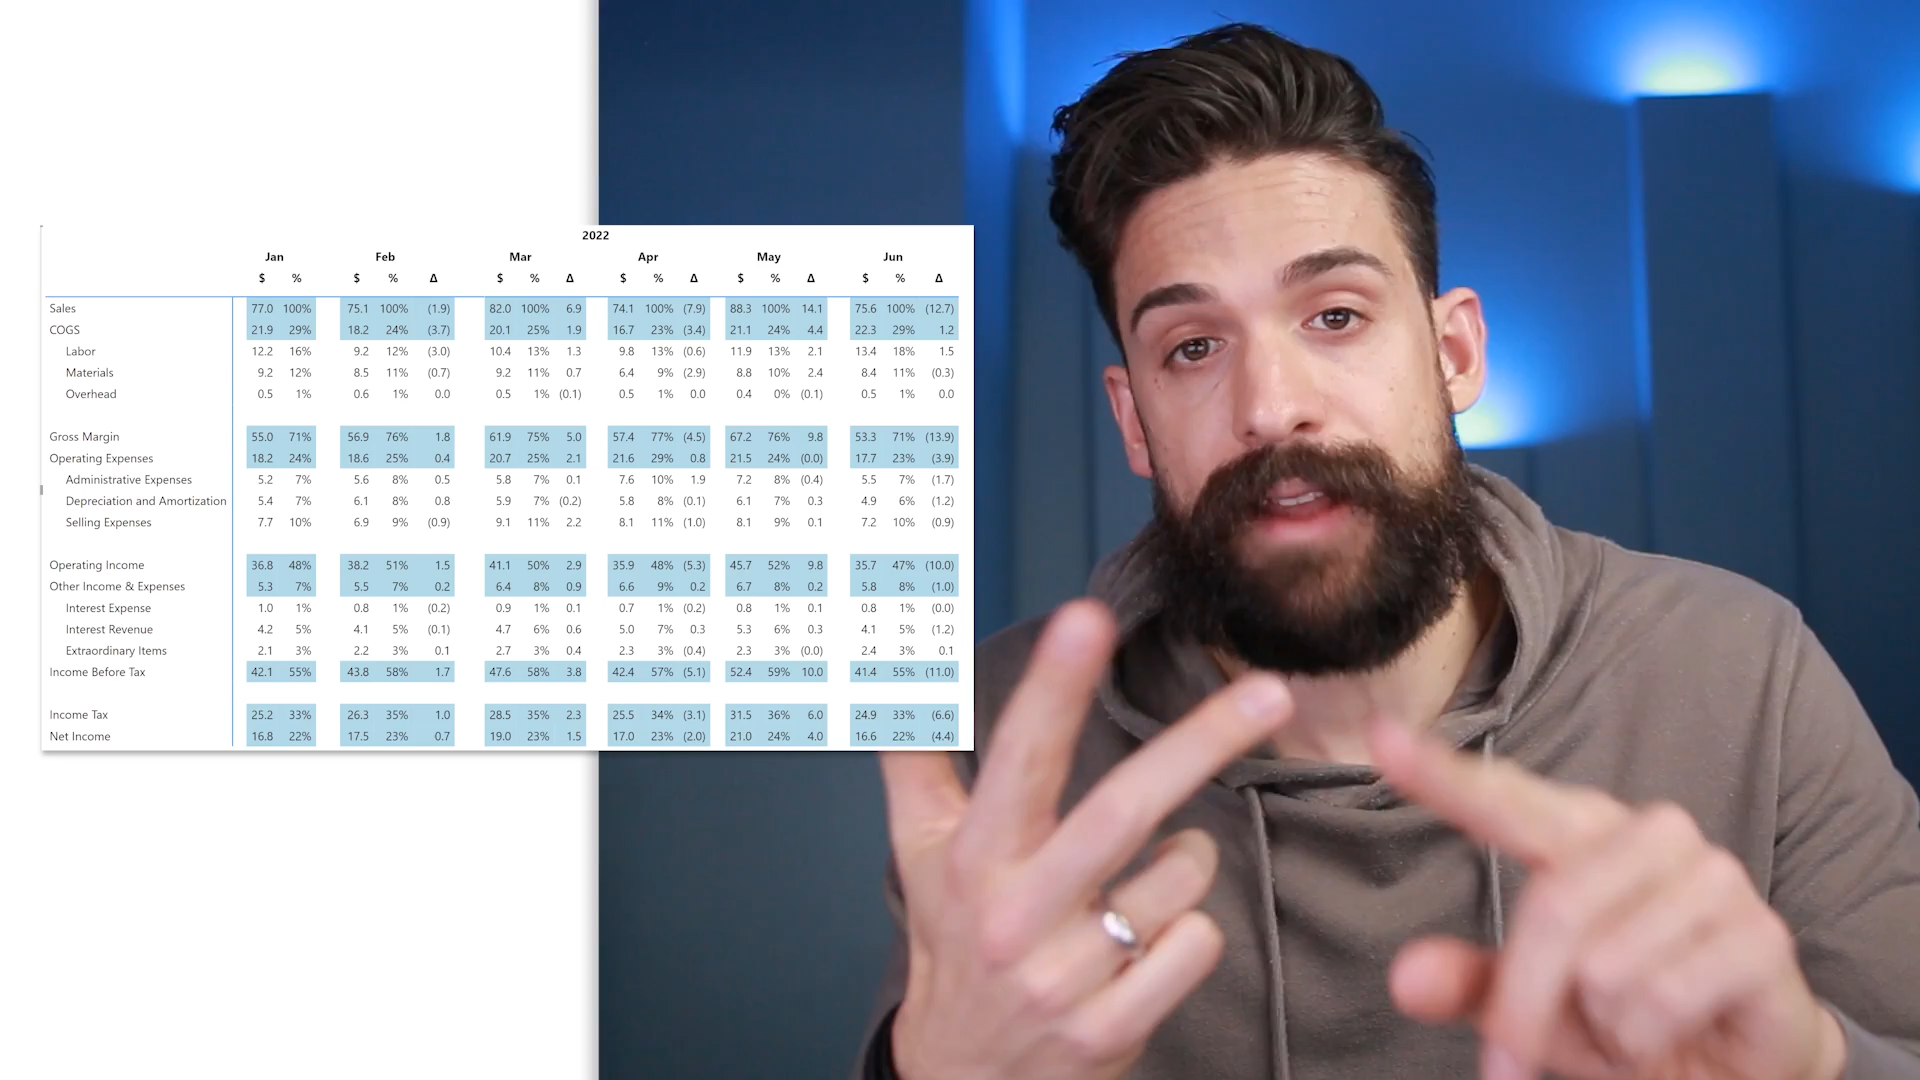 2022
Jan Feb Mar Apr May Jun
$ % $ % Δ $ % Δ $ % Δ $ % Δ $ % Δ
Sales 77.0 100% 75.1 100% (1.9) 82.0 100% 6.9 74.1 100% (7.9) 88.3 100% 14.1 75.6 100% (12.7)
COGS 21.9 29% 18.2 24% (3.7) 20.1 25% 1.9 16.7 23% (3.4) 21.1 24% 4.4 22.3 29% 1.2
Labor 12.2 16% 9.2 12% (3.0) 10.4 13% 1.3 9.8 13% (0.6) 11.9 13% 2.1 13.4 18% 1.5
Materials 9.2 12% 8.5 11% (0.7) 9.2 11% 0.7 6.4 9% (2.9) 8.8 10% 2.4 8.4 11% (0.3)
Overhead 0.5 1% 0.6 1% 0.0 0.5 1% (0.1) 0.5 1% 0.0 0.4 0% (0.1) 0.5 1% 0.0
Gross Margin 55.0 71% 56.9 76% 1.8 61.9 75% 5.0 57.4 77% (4.5) 67.2 76% 9.8 53.3 71% (13.9)
Operating Expenses 18.2 24% 18.6 25% 0.4 20.7 25% 2.1 21.6 29% 0.8 21.5 24% (0.0) 17.7 23% (3.9)
Administrative Expenses 5.2 7% 5.6 8% 0.5 5.8 7% 0.1 7.6 10% 1.9 7.2 8% (0.4) 5.5 7% (1.7)
Depreciation and Amortization 5.4 7% 6.1 8% 0.8 5.9 7% (0.2) 5.8 8% (0.1) 6.1 7% 0.3 4.9 6% (1.2)
Selling Expenses 7.7 10% 6.9 9% (0.9) 9.1 11% 2.2 8.1 11% (1.0) 8.1 9% 0.1 7.2 10% (0.9)
Operating Income 36.8 48% 38.2 51% 1.5 41.1 50% 2.9 35.9 48% (5.3) 45.7 52% 9.8 35.7 47% (10.0)
Other Income & Expenses 5.3 7% 5.5 7% 0.2 6.4 8% 0.9 6.6 9% 0.2 6.7 8% 0.2 5.8 8% (1.0)
Interest Expense 1.0 1% 0.8 1% (0.2) 0.9 1% 0.1 0.7 1% (0.2) 0.8 1% 0.1 0.8 1% (0.0)
Interest Revenue 4.2 5% 4.1 5% (0.1) 4.7 6% 0.6 5.0 7% 0.3 5.3 6% 0.3 4.1 5% (1.2)
Extraordinary Items 2.1 3% 2.2 3% 0.1 2.7 3% 0.4 2.3 3% (0.4) 2.3 3% (0.0) 2.4 3% 0.1
Income Before Tax 42.1 55% 43.8 58% 1.7 47.6 58% 3.8 42.4 57% (5.1) 52.4 59% 10.0 41.4 55% (11.0)
Income Tax 25.2 33% 26.3 35% 1.0 28.5 35% 2.3 25.5 34% (3.1) 31.5 36% 6.0 24.9 33% (6.6)
Net Income 16.8 22% 17.5 23% 0.7 19.0 23% 1.5 17.0 23% (2.0) 21.0 24% 4.0 16.6 22% (4.4)